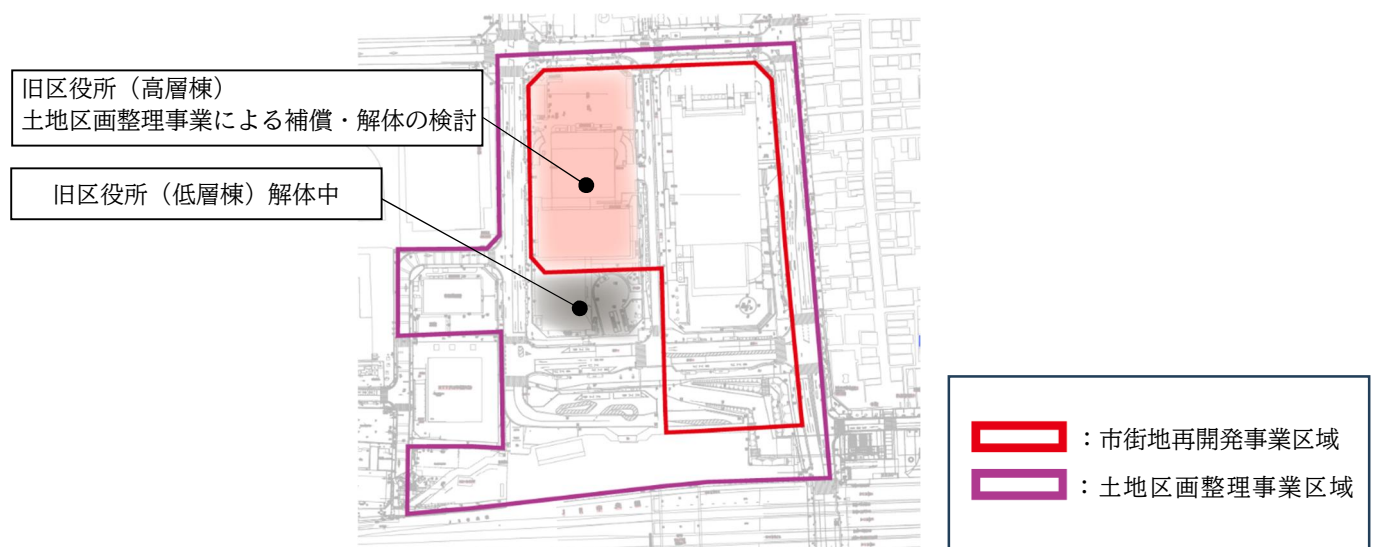 旧区役所（高層棟）
土地区画整理事業による補償・解体の検討
旧区役所（低層棟）解体中
：市街地再開発事業区域
：土地区画整理事業区域